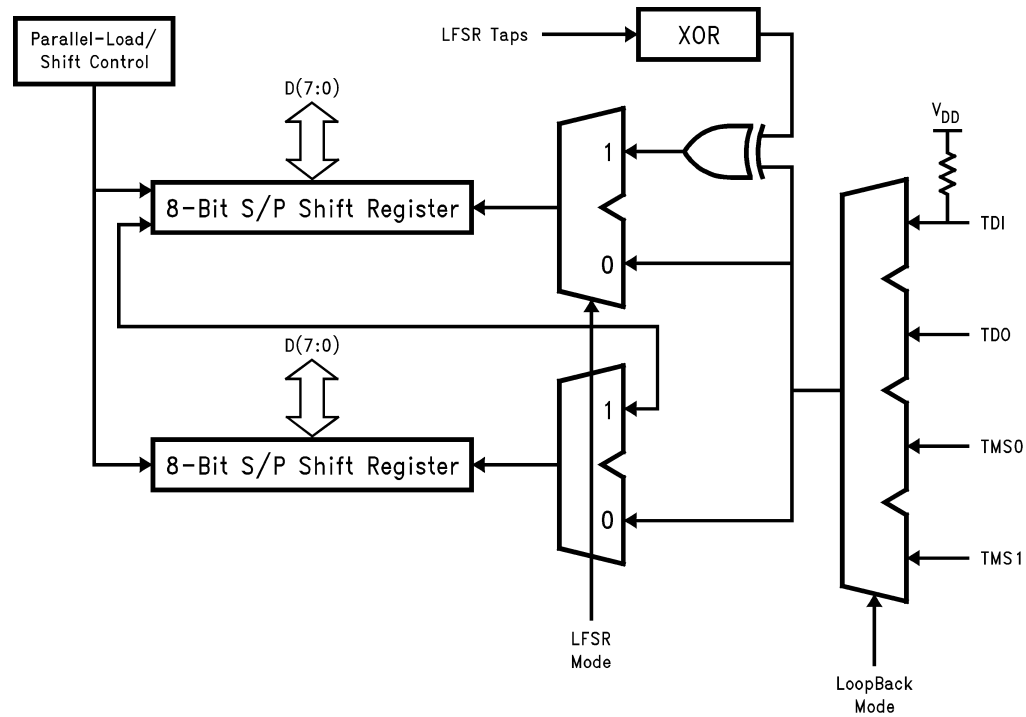 Parallel-Load/
Shift Control
LFSR Taps
XOR
D(7:0)
8-Bit S/P Shift Register
1
0
VDD
TDI
TDO
TMS0
TMS1
D(7:0)
8-Bit S/P Shift Register
1
0
LFSR
Mode
LoopBack
Mode